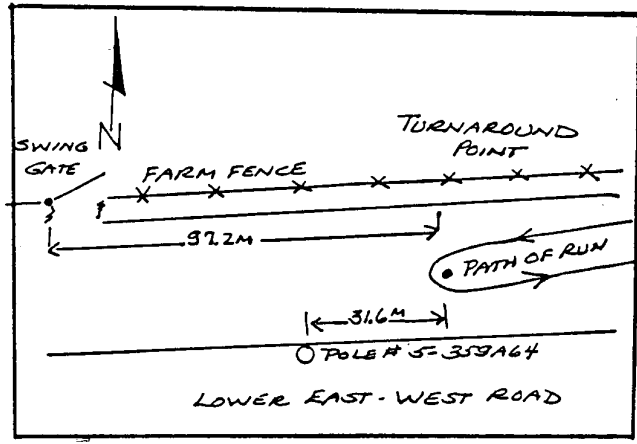 N
SWING
GATE
FARM FENCE
TURNAROUND
POINT
97.2M
PATH OF RUN
31.6M
POLE # 5-359A64
LOWER EAST-WEST ROAD